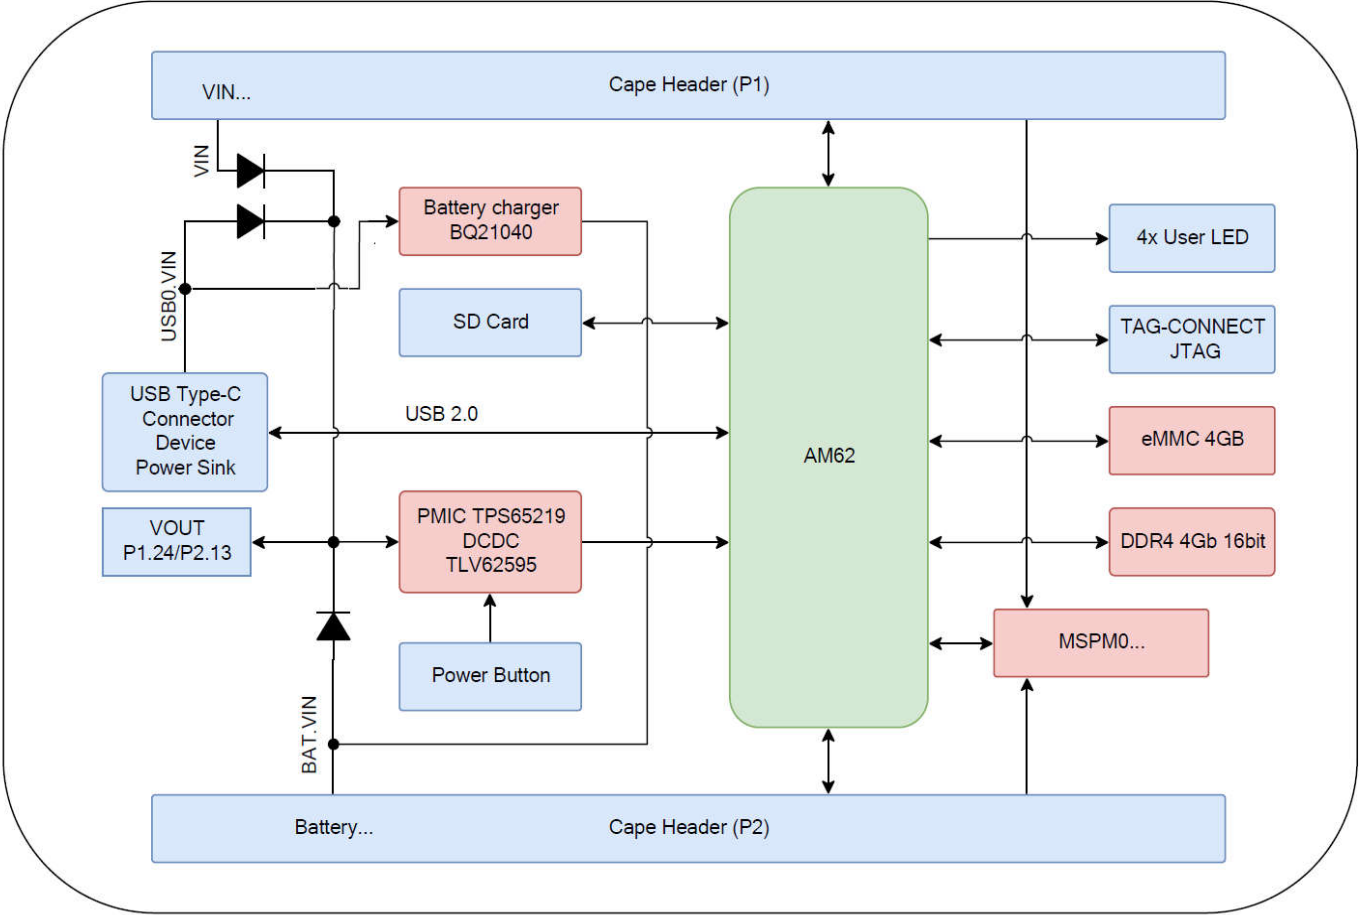 VIN...
Cape Header (P1)
VIN
Battery charger
BQ21040
4x User LED
USB0.VIN
SD Card
TAG-CONNECT
JTAG
USB Type-C
Connector
Device
Power Sink
USB 2.0
AM62
eMMC 4GB
VOUT
P1.24/P2.13
PMIC TPS65219
DCDC
TLV62595
DDR4 4Gb 16bit
Power Button
MSPM0...
BAT.VIN
Battery...
Cape Header (P2)